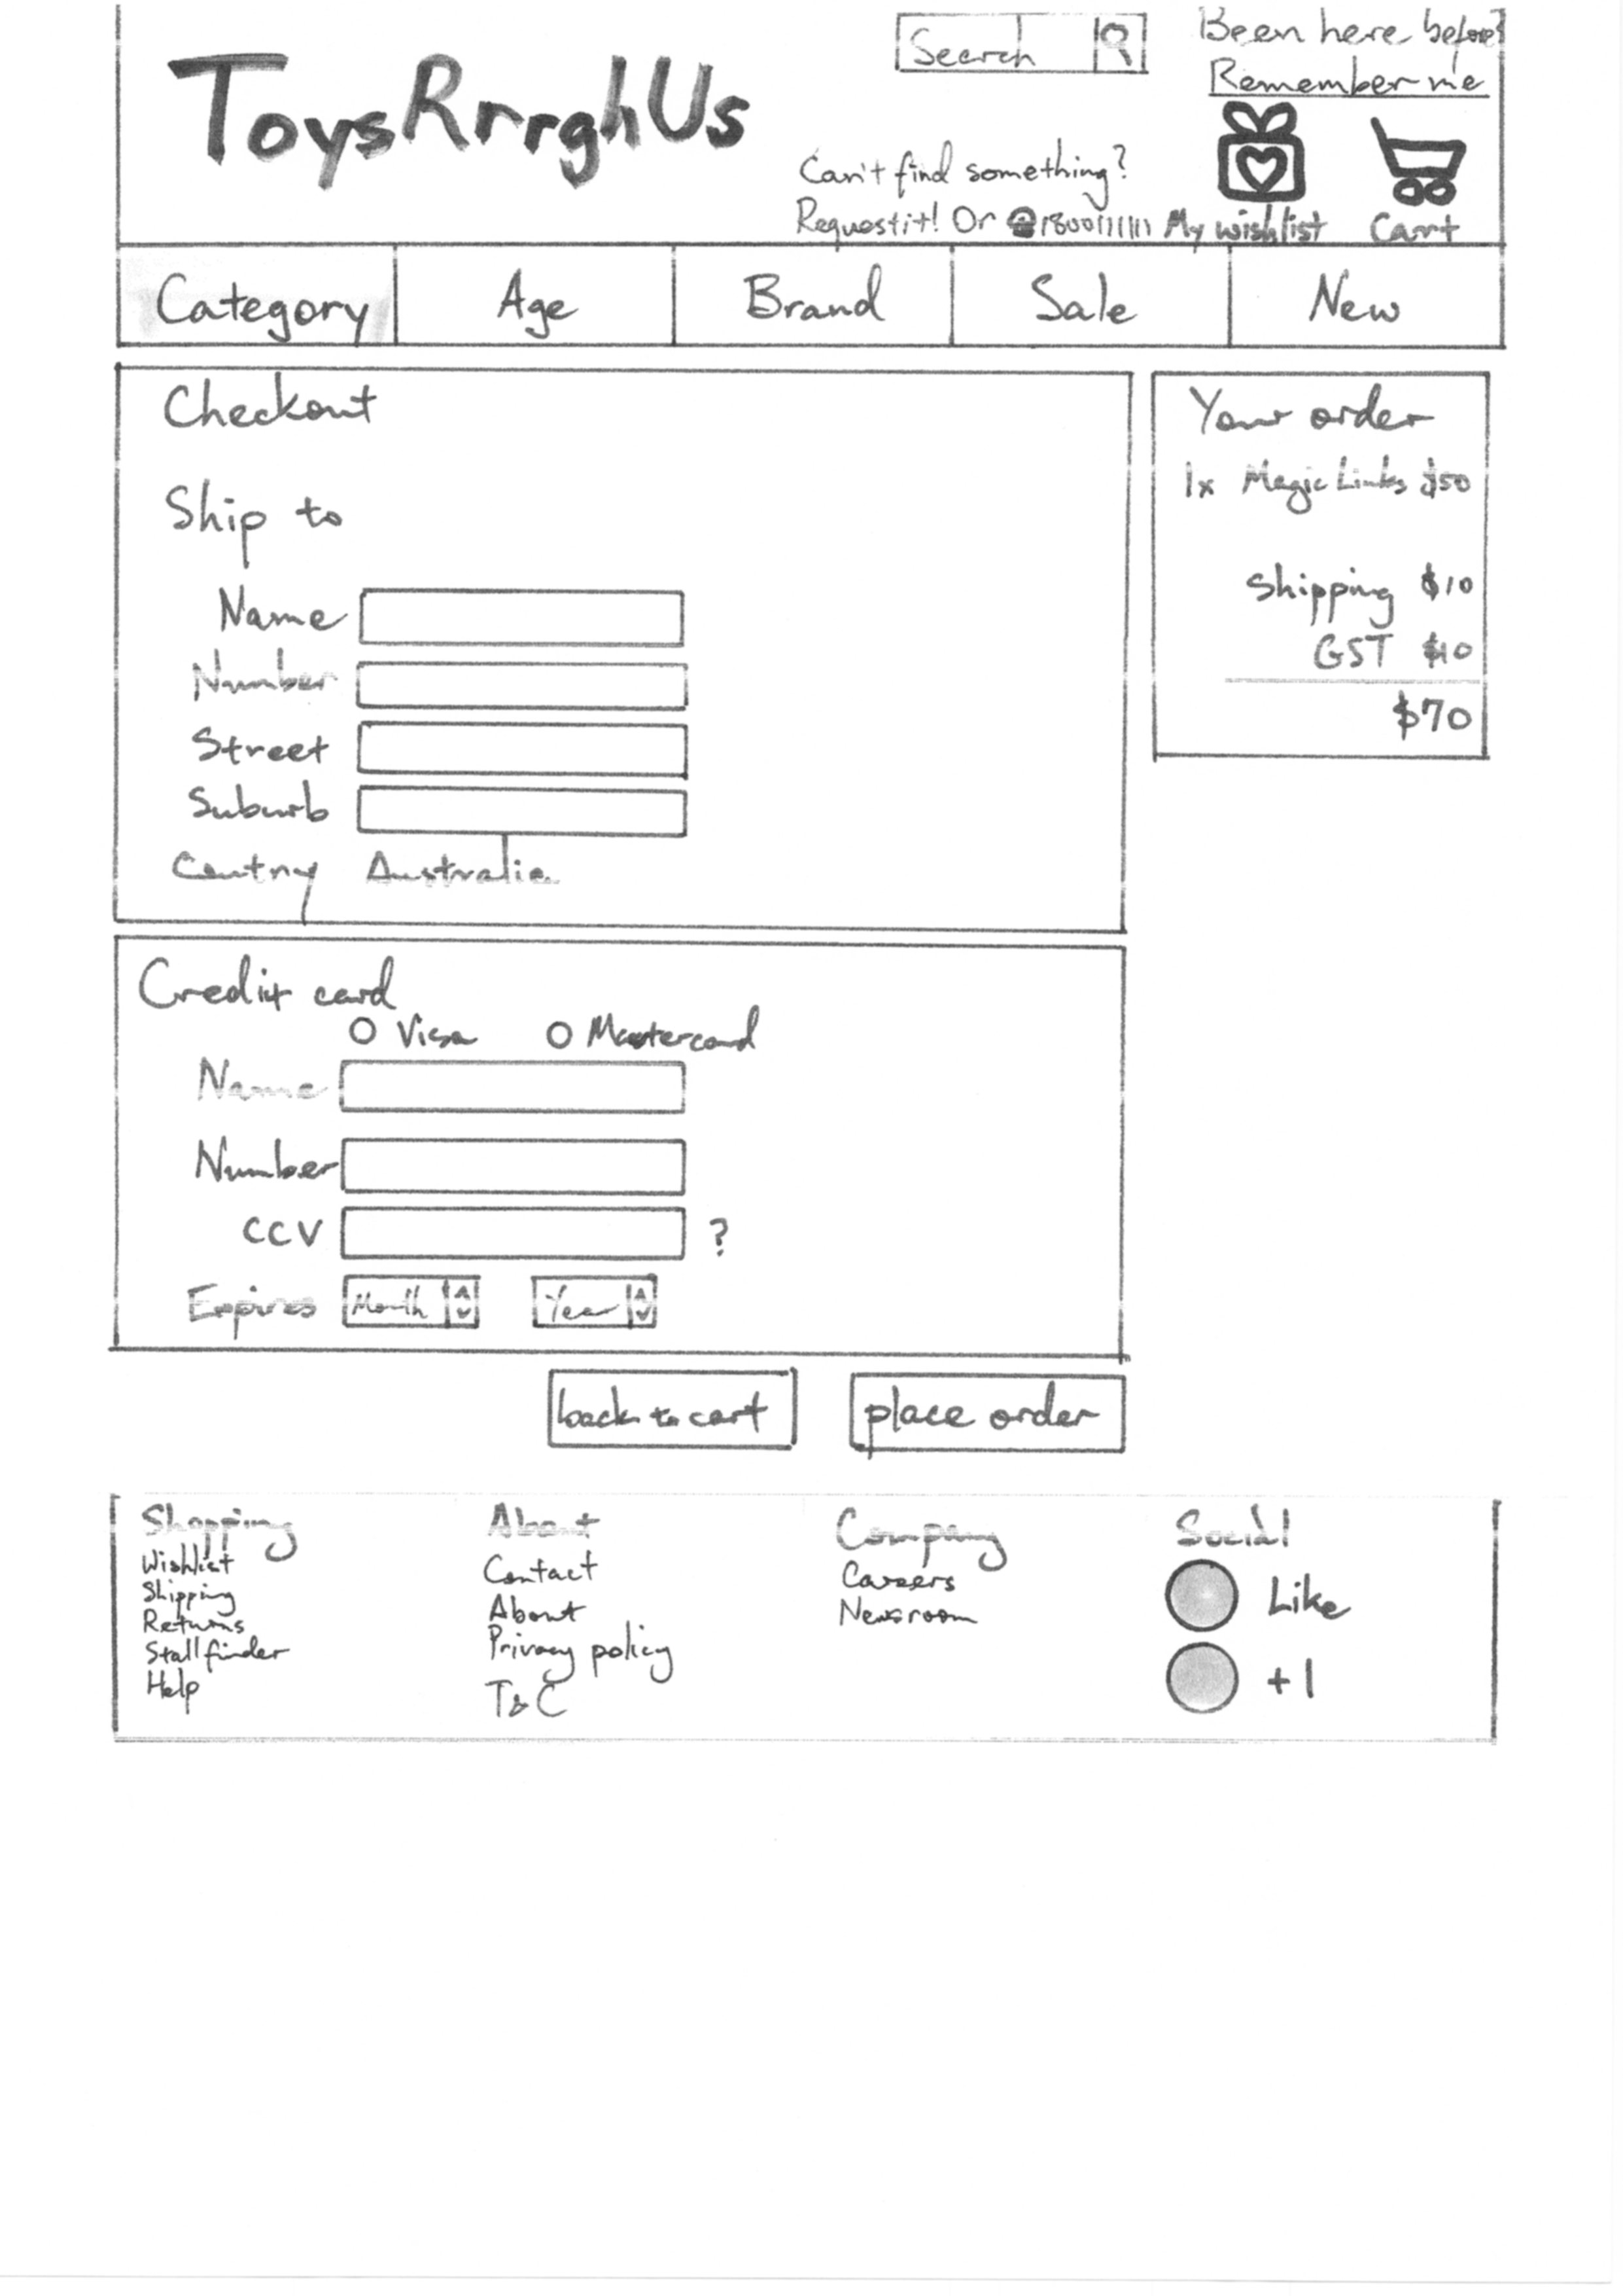 Search
Been here before?
Remember me
ToysRrrghUs
Can't find something?
Request it! Or ☎1800111111
My wishlist
Cart
Category
Age
Brand
Sale
New
Checkout
Ship to
Name
Number
Street
Suburb
Country Australia
Your order
1x Magic Links $50
Shipping $10
GST $10
$70
Credit card
Visa
Mastercard
Name
Number
CCV ?
Expires Month Year
back to cart
place order
Shopping
Wishlist
Shipping
Returns
Stall finder
Help
About
Contact
About
Privacy policy
T&C
Company
Careers
Newsroom
Social
Like
+1